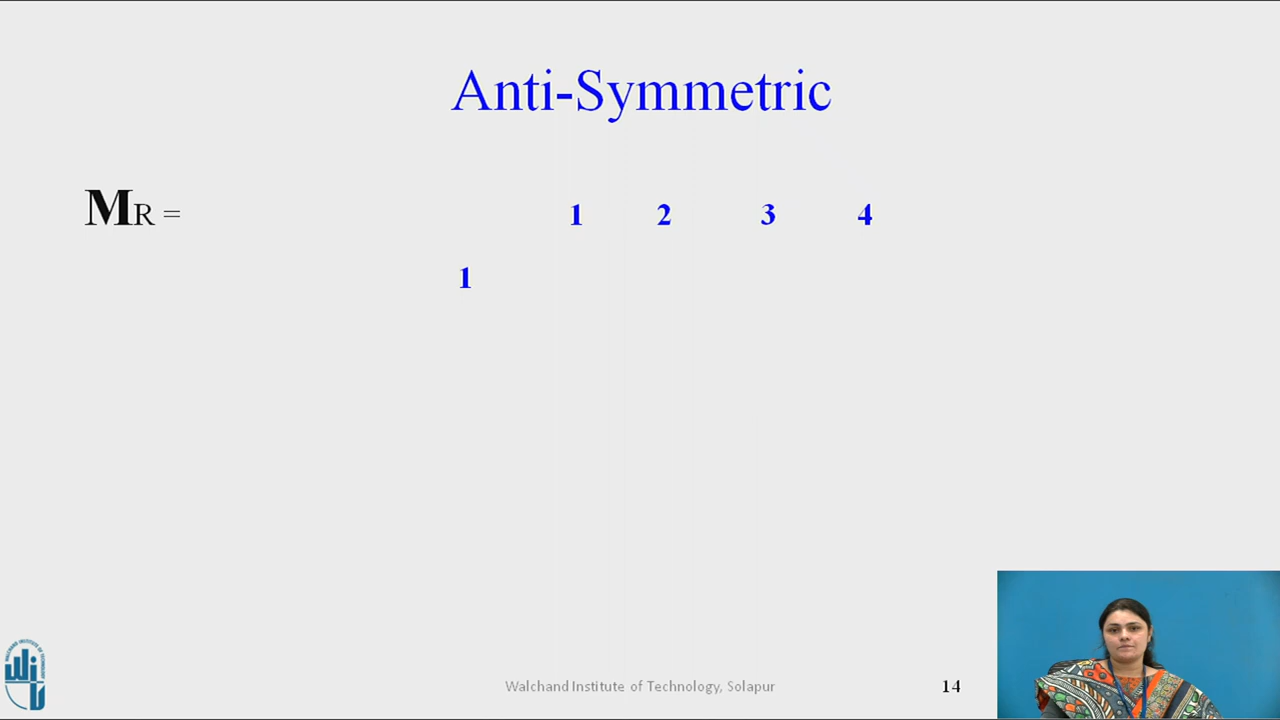 Anti-Symmetric
MR =
1 2 3 4
1
Walchand Institute of Technology, Solapur
14